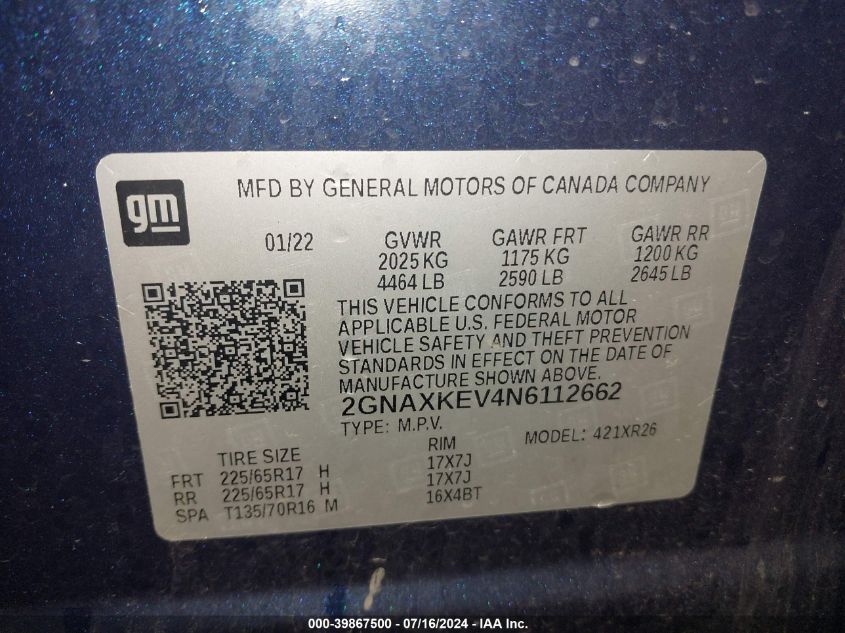 gm
MFD BY GENERAL MOTORS OF CANADA COMPANY
01/22 GVWR GAWR FRT GAWR RR
2025 KG 1175 KG 1200 KG
4464 LB 2590 LB 2645 LB
THIS VEHICLE CONFORMS TO ALL
APPLICABLE U.S. FEDERAL MOTOR
VEHICLE SAFETY AND THEFT PREVENTION
STANDARDS IN EFFECT ON THE DATE OF
MANUFACTURE SHOWN ABOVE.
2GNAXKEV4N6112662
TYPE: M.P.V. MODEL: 421XR26
TIRE SIZE RIM
FRT 225/65R17 H 17X7J
RR 225/65R17 H 17X7J
SPA T135/70R16 M 16X4BT
000-39867500 - 07/16/2024 - IAA Inc.